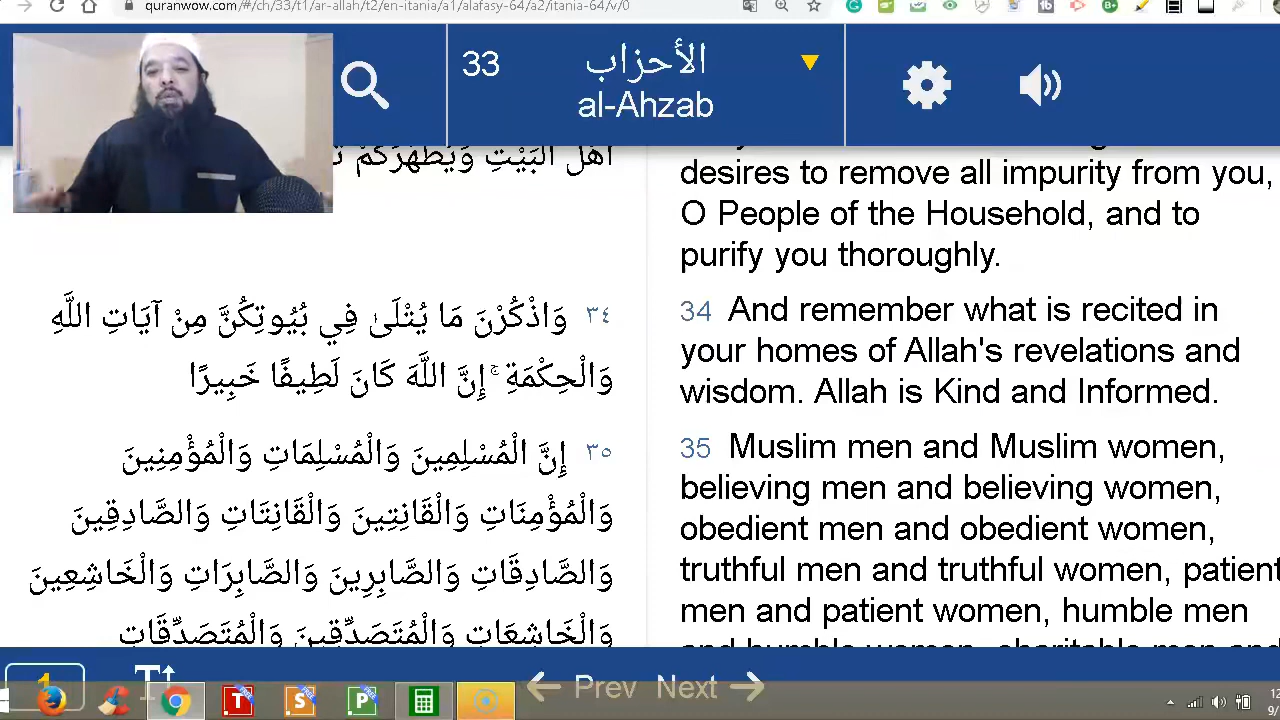 quranwow.com/#/ch/33/t1/ar-allah/t2/en-itania/a1/alafasy-64/a2/itania-64/v/0
33
الأحزاب
al-Ahzab
أَهْلَ الْبَيْتِ وَيُطَهِّرَكُمْ
٣٤ وَاذْكُرْنَ مَا يُتْلَىٰ فِي بُيُوتِكُنَّ مِنْ آيَاتِ اللَّهِ
وَالْحِكْمَةِ ۚ إِنَّ اللَّهَ كَانَ لَطِيفًا خَبِيرًا
٣٥ إِنَّ الْمُسْلِمِينَ وَالْمُسْلِمَاتِ وَالْمُؤْمِنِينَ
وَالْمُؤْمِنَاتِ وَالْقَانِتِينَ وَالْقَانِتَاتِ وَالصَّادِقِينَ
وَالصَّادِقَاتِ وَالصَّابِرِينَ وَالصَّابِرَاتِ وَالْخَاشِعِينَ
وَالْخَاشِعَاتِ وَالْمُتَصَدِّقِينَ وَالْمُتَصَدِّقَاتِ
desires to remove all impurity from you,
O People of the Household, and to
purify you thoroughly.
34 And remember what is recited in
your homes of Allah's revelations and
wisdom. Allah is Kind and Informed.
35 Muslim men and Muslim women,
believing men and believing women,
obedient men and obedient women,
truthful men and truthful women, patient
men and patient women, humble men
and humble women, charitable men and
1
T
Prev Next
T
S
P